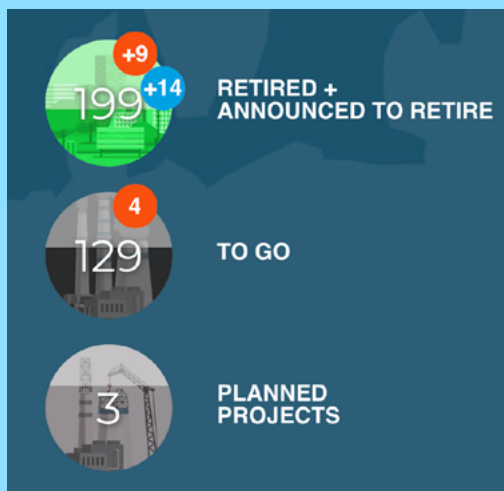 +9
199
+14
RETIRED +
ANNOUNCED TO RETIRE
4
129
TO GO
3
PLANNED
PROJECTS